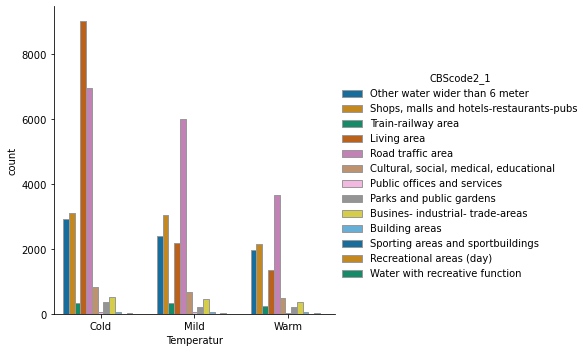 8000
6000
4000
2000
0
count
Cold
Mild
Warm
Temperatur
CBScode2_1
Other water wider than 6 meter
Shops, malls and hotels-restaurants-pubs
Train-railway area
Living area
Road traffic area
Cultural, social, medical, educational
Public offices and services
Parks and public gardens
Busines- industrial- trade-areas
Building areas
Sporting areas and sportbuildings
Recreational areas (day)
Water with recreative function